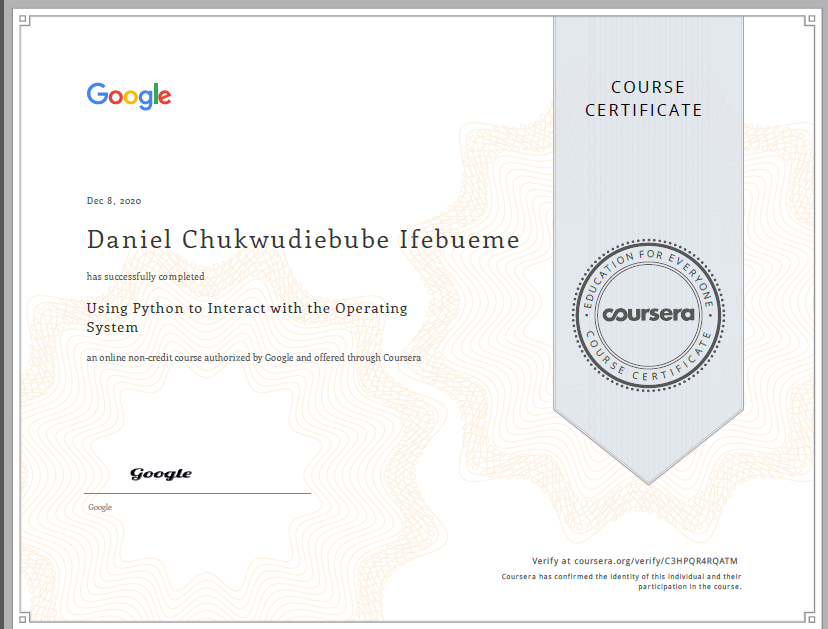 Google
COURSE
CERTIFICATE
Dec 8, 2020
Daniel Chukwudiebube Ifebueme
has successfully completed
Using Python to Interact with the Operating
System
an online non-credit course authorized by Google and offered through Coursera
EDUCATION FOR EVERYONE
coursera
COURSE CERTIFICATE
Google
Google
Verify at coursera.org/verify/C3HPQR4RQATM
Coursera has confirmed the identity of this individual and their
participation in the course.